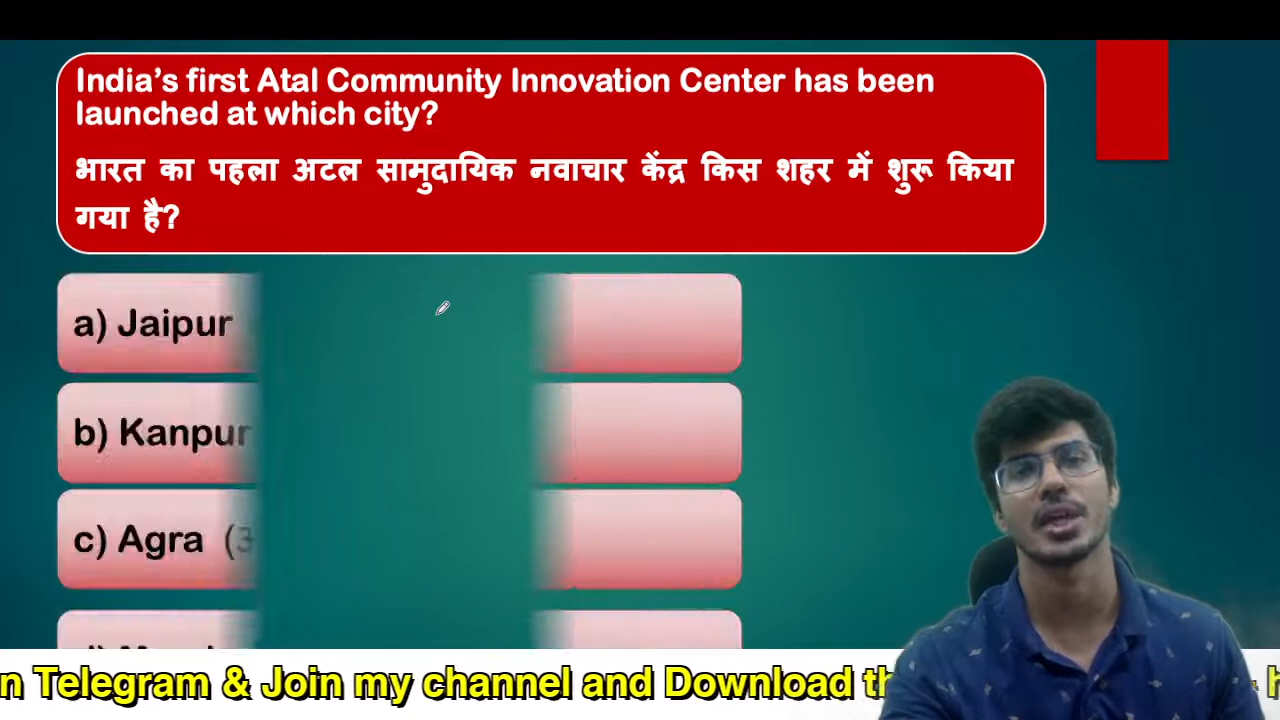 India’s first Atal Community Innovation Center has been
launched at which city?
भारत का पहला अटल सामुदायिक नवाचार केंद्र किस शहर में शुरू किया
गया है?
a) Jaipur
b) Kanpur
c) Agra (
n Telegram & Join my channel and Download th